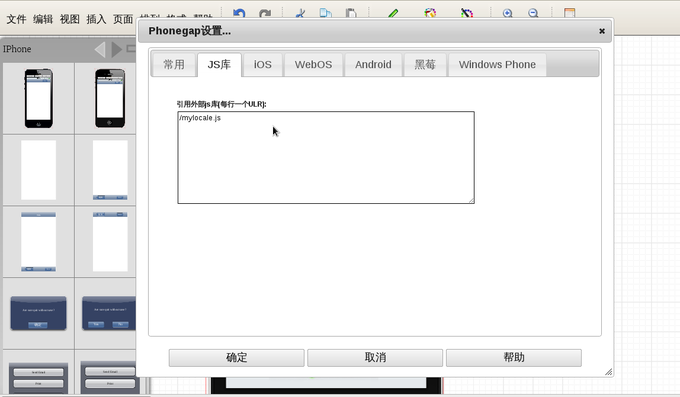 文件 编辑 视图 插入 页面 排列 格式 帮助
Phonegap设置...
IPhone
常用 JS库 iOS WebOS Android 黑莓 Windows Phone
引用外部js库(每行一个ULR):
/mylocale.js
确定 取消 帮助